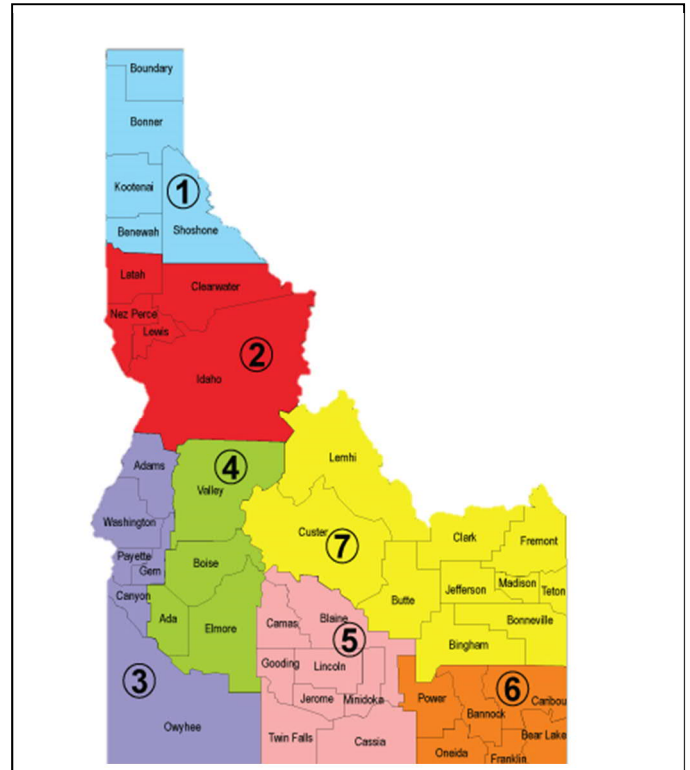 Boundary
Bonner
Kootenai
1
Benewah
Shoshone
Latah
Clearwater
Nez Perce
Lewis
2
Idaho
Adams
4
Lemhi
Valley
Washington
Custer
7
Clark
Fremont
Payette
Gem
Boise
Canyon
Butte
Jefferson
Madison
Teton
Ada
Elmore
Camas
Blaine
5
Bonneville
Bingham
Gooding
Lincoln
3
6
Jerome
Minidoka
Power
Caribou
Bannock
Owyhee
Twin Falls
Cassia
Bear Lake
Oneida
Franklin